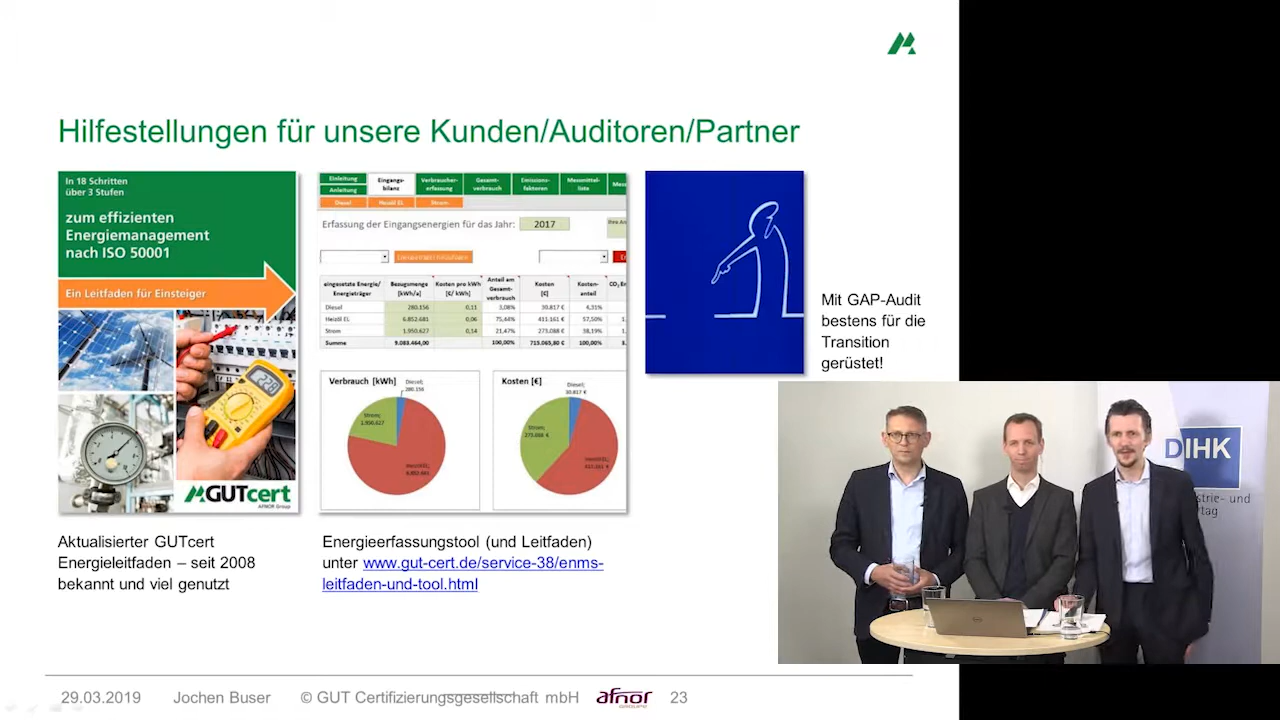 Hilfestellungen für unsere Kunden/Auditoren/Partner
In 18 Schritten
über 3 Stufen
zum effizienten
Energiemanagement
nach ISO 50001
Ein Leitfaden für Einsteiger
228
GUTcert
AFNOR Group
Einleitung
Anleitung
Eingangs-
bilanz
Verbraucher-
erfassung
Gesamt-
verbrauch
Emissions-
faktoren
Messmittel-
liste
Diesel
Heizöl EL
Strom
Erfassung der Eingangsenergien für das Jahr: 2017
eingesetzte Energie/
Energieträger
Bezugsmenge
[kWh/a]
Kosten pro kWh
[€/ kWh]
Anteil am
Gesamt-
verbrauch
Kosten
[€]
Kosten-
anteil
Diesel 280.156 0,11 3,08% 30.817 € 4,31%
Heizöl EL 6.852.681 0,06 75,44% 411.161 € 57,50%
Strom 1.950.627 0,14 21,47% 273.088 € 38,19%
Summe 9.083.464,00 100,00% 715.065,80 € 100,00%
Verbrauch [kWh]
Diesel;
280.156
Strom;
1.950.627
Heizöl EL;
6.852.681
Kosten [€]
Diesel;
30.817 €
Strom;
273.088 €
Heizöl EL;
411.161 €
Mit GAP-Audit
bestens für die
Transition
gerüstet!
Aktualisierter GUTcert
Energieleitfaden – seit 2008
bekannt und viel genutzt
Energieerfassungstool (und Leitfaden)
unter www.gut-cert.de/service-38/enms-
leitfaden-und-tool.html
DIHK
strie- und
tag
29.03.2019 Jochen Buser © GUT Certifizierungsgesellschaft mbH afnor GROUPE 23